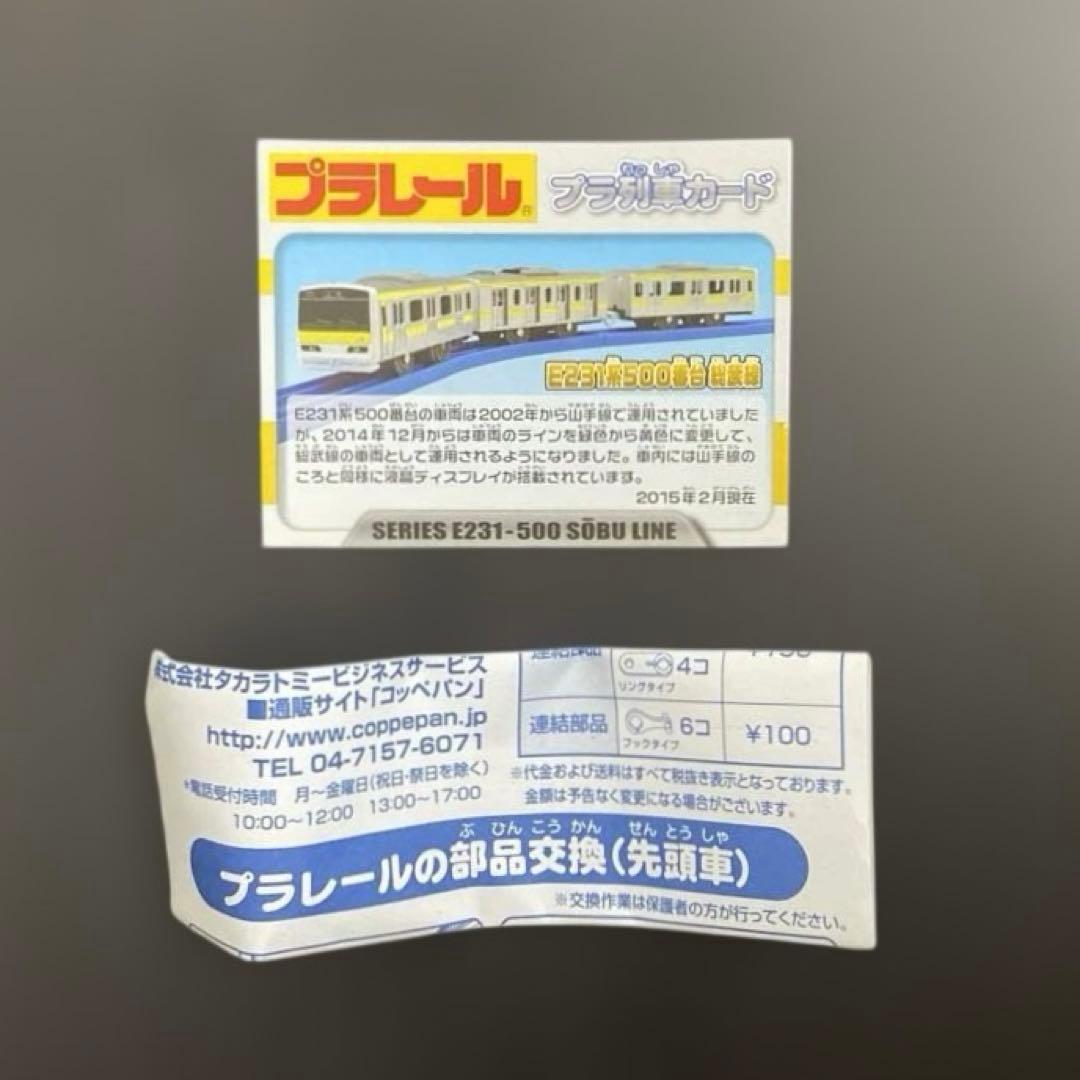 プラレール®
プラ列車カード
E231系500番台 総武線
E231系500番台の車両は2002年から山手線で運用されていました
が、2014年12月からは車両のラインを緑色から黄色に変更して、
総武線の車両として運用されるようになりました。車内には山手線の
ころと同様に液晶ディスプレイが搭載されています。
2015年2月現在
SERIES E231-500 SŌBU LINE
式会社タカラトミービジネスサービス
■通販サイト「コッペパン」
http://www.coppepan.jp
TEL 04-7157-6071
*電話受付時間 月〜金曜日(祝日・祭日を除く)
10:00〜12:00 13:00〜17:00
連結部品 4コ
リングタイプ
連結部品 6コ ¥100
フックタイプ
※代金および送料はすべて税抜き表示となっております。
金額は予告なく変更になる場合がございます。
ぶひんこうかん せんとうしゃ
プラレールの部品交換(先頭車)
※交換作業は保護者の方が行ってください。